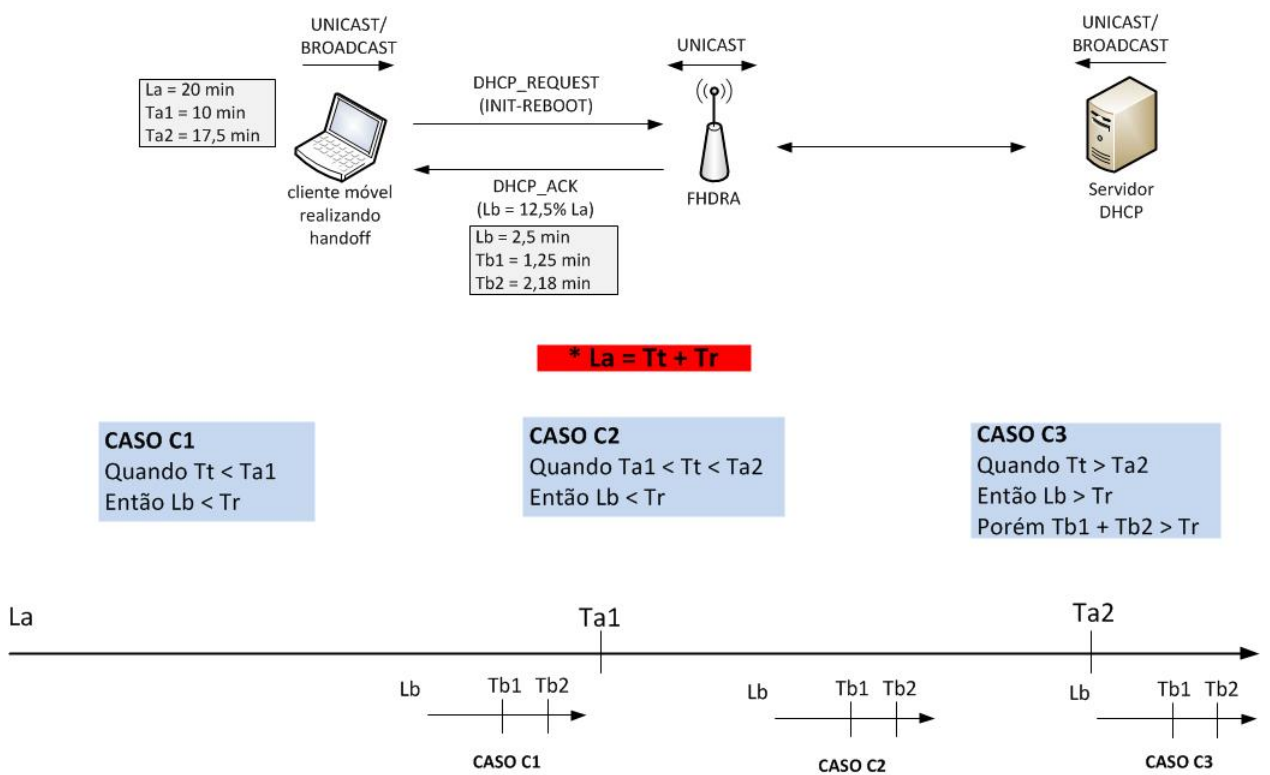 UNICAST/
BROADCAST
UNICAST
UNICAST/
BROADCAST
La = 20 min
Ta1 = 10 min
Ta2 = 17,5 min
DHCP_REQUEST
(INIT-REBOOT)
cliente móvel
realizando
handoff
DHCP_ACK
(Lb = 12,5% La)
Lb = 2,5 min
Tb1 = 1,25 min
Tb2 = 2,18 min
FHDRA
Servidor
DHCP
* La = Tt + Tr
CASO C1
Quando Tt < Ta1
Então Lb < Tr
CASO C2
Quando Ta1 < Tt < Ta2
Então Lb < Tr
CASO C3
Quando Tt > Ta2
Então Lb > Tr
Porém Tb1 + Tb2 > Tr
La
Ta1
Ta2
Lb
Tb1
Tb2
CASO C1
Lb
Tb1
Tb2
CASO C2
Lb
Tb1
Tb2
CASO C3